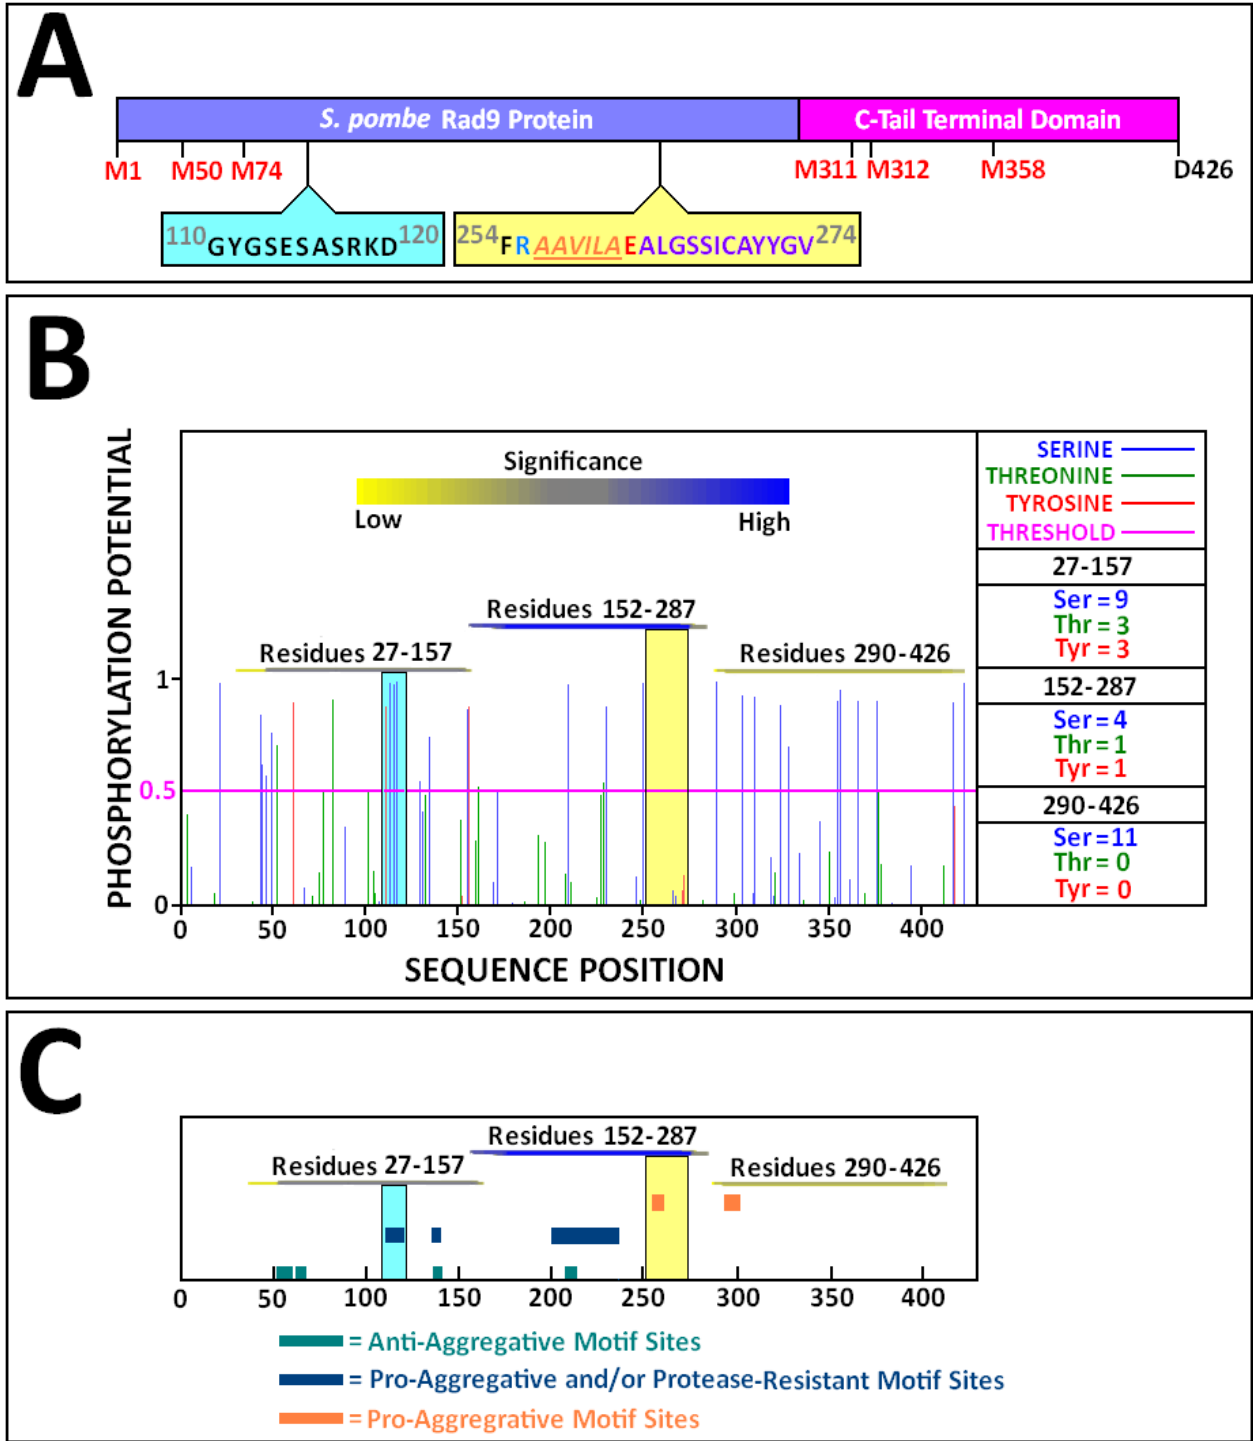 A
S. pombe Rad9 Protein
C-Tail Terminal Domain
M1 M50 M74 M311 M312 M358 D426
110GYGSESASRKD120
254FRAAVILAEALGSSICAYYGV274
B
PHOSPHORYLATION POTENTIAL
Significance
Low High
Residues 152-287
Residues 27-157
Residues 290-426
1
0.5
0
0 50 100 150 200 250 300 350 400
SEQUENCE POSITION
SERINE
THREONINE
TYROSINE
THRESHOLD
27-157
Ser = 9
Thr = 3
Tyr = 3
152-287
Ser = 4
Thr = 1
Tyr = 1
290-426
Ser =11
Thr = 0
Tyr = 0
C
Residues 152-287
Residues 27-157
Residues 290-426
0 50 100 150 200 250 300 350 400
= Anti-Aggregative Motif Sites
= Pro-Aggregative and/or Protease-Resistant Motif Sites
= Pro-Aggregrative Motif Sites